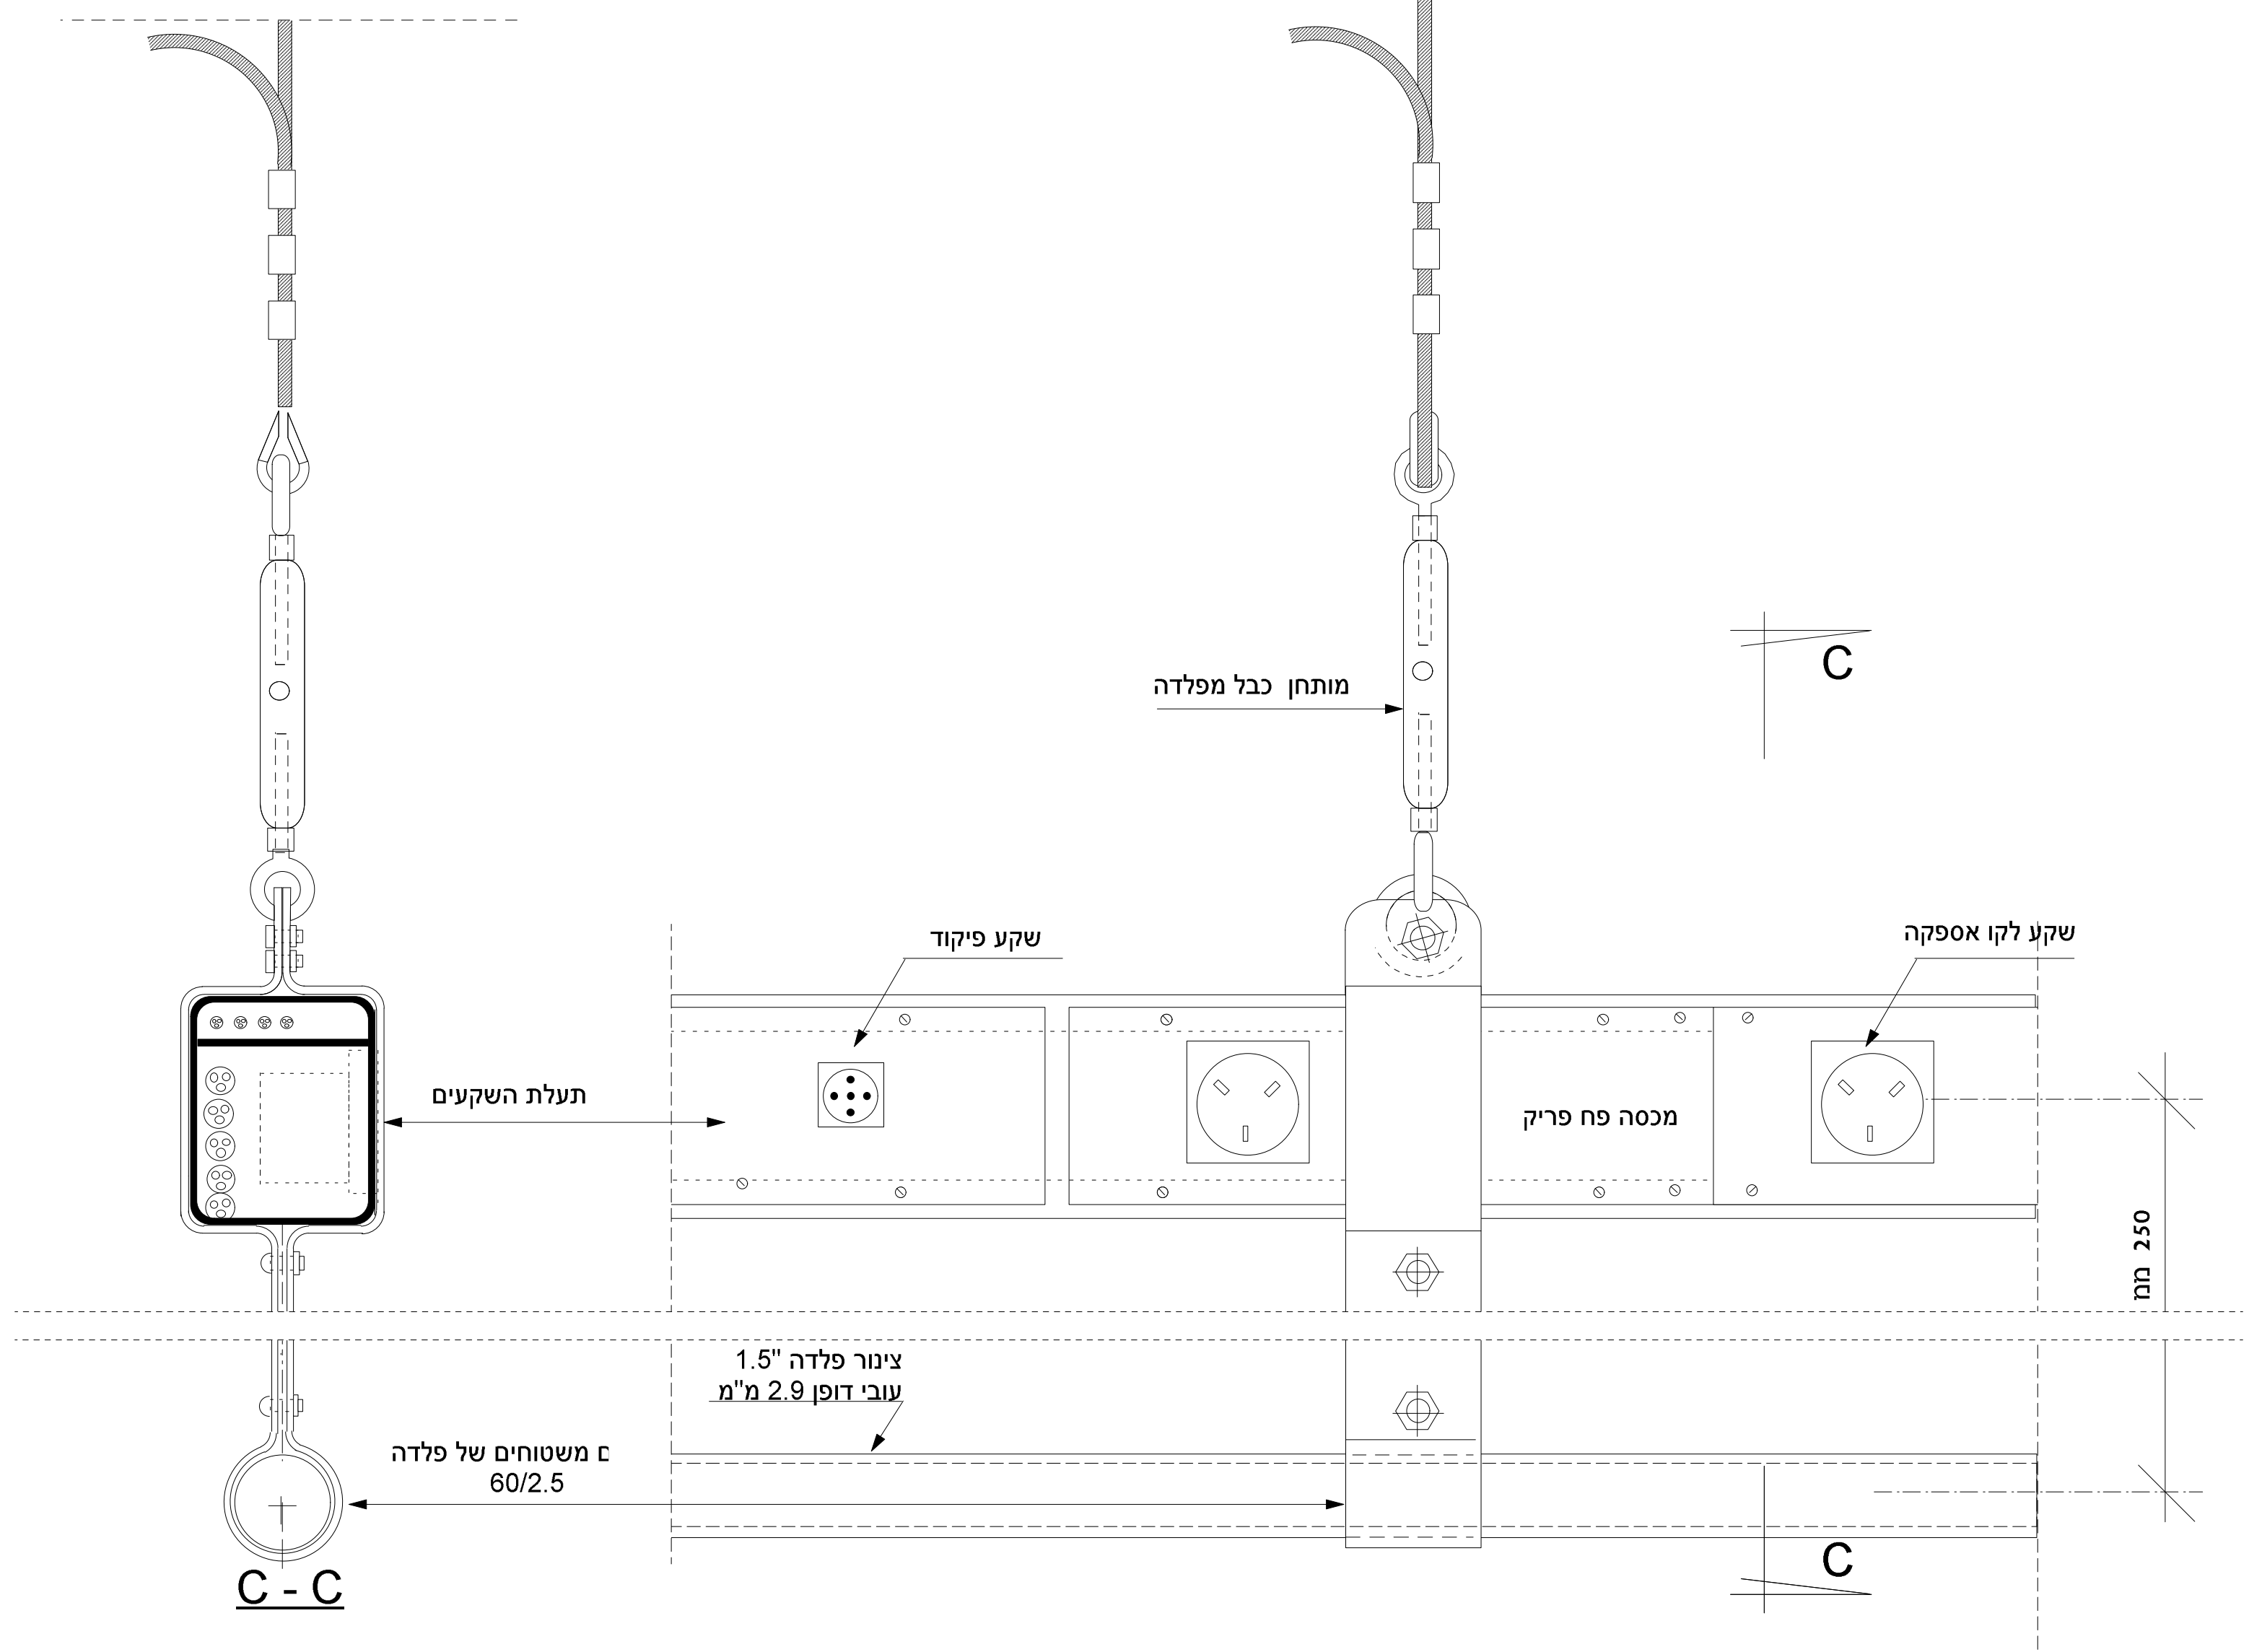 C
מותחן כבל מפלדה
שקע לקו אספקה
שקע פיקוד
תעלת השקעים
מכסה פח פריק
250 ממ
צינור פלדה "1.5
עובי דופן 2.9 מ"מ
ם משטוחים של פלדה
60/2.5
C
C - C